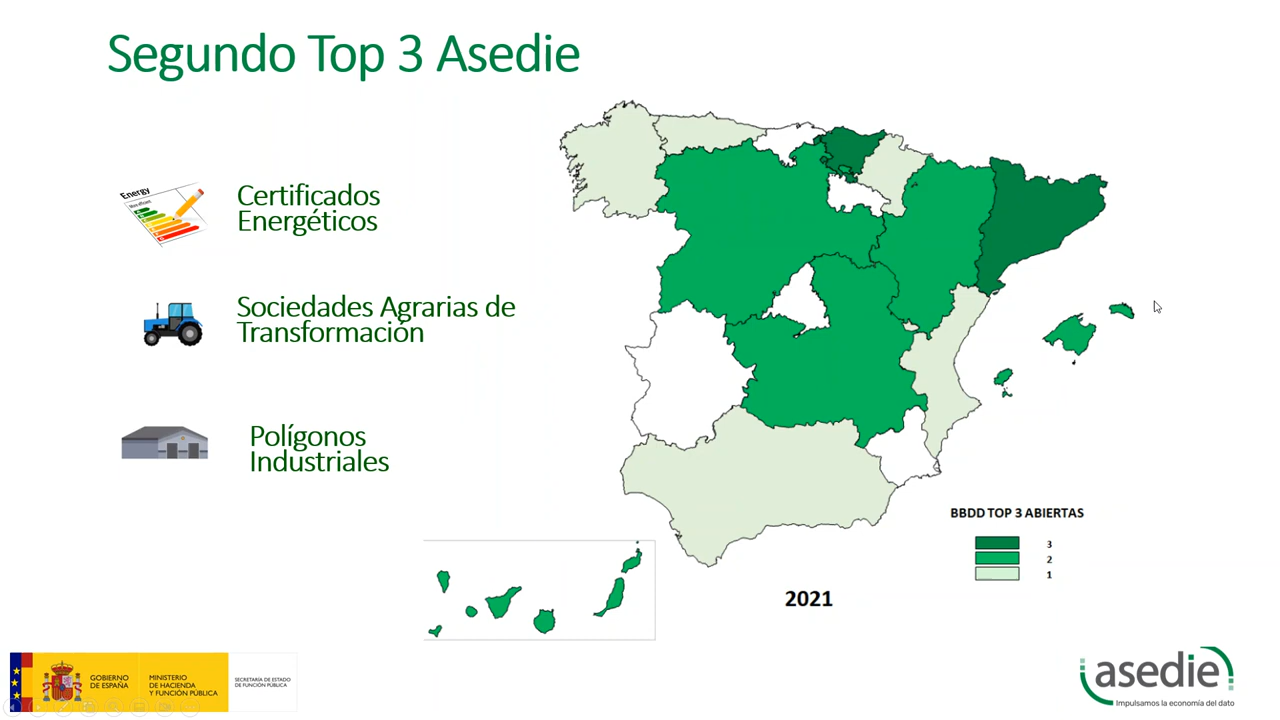 Segundo Top 3 Asedie
Energy
Certificados
Energéticos
Sociedades Agrarias de
Transformación
Polígonos
Industriales
BBDD TOP 3 ABIERTAS
3
2
1
2021
GOBIERNO
DE ESPAÑA
MINISTERIO
DE HACIENDA
Y FUNCIÓN PÚBLICA
SECRETARÍA DE ESTADO
DE FUNCIÓN PÚBLICA
asedie
Impulsamos la economía del dato